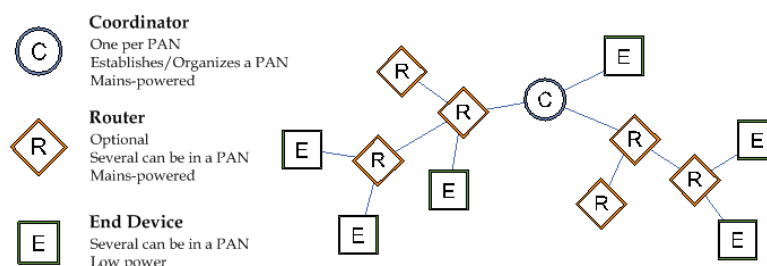 Coordinator
One per PAN
Establishes/Organizes a PAN
Mains-powered
C
Router
Optional
Several can be in a PAN
Mains-powered
R
End Device
Several can be in a PAN
Low power
E
E
R
R
C
R
E
E
R
E
R
E
R
E
E